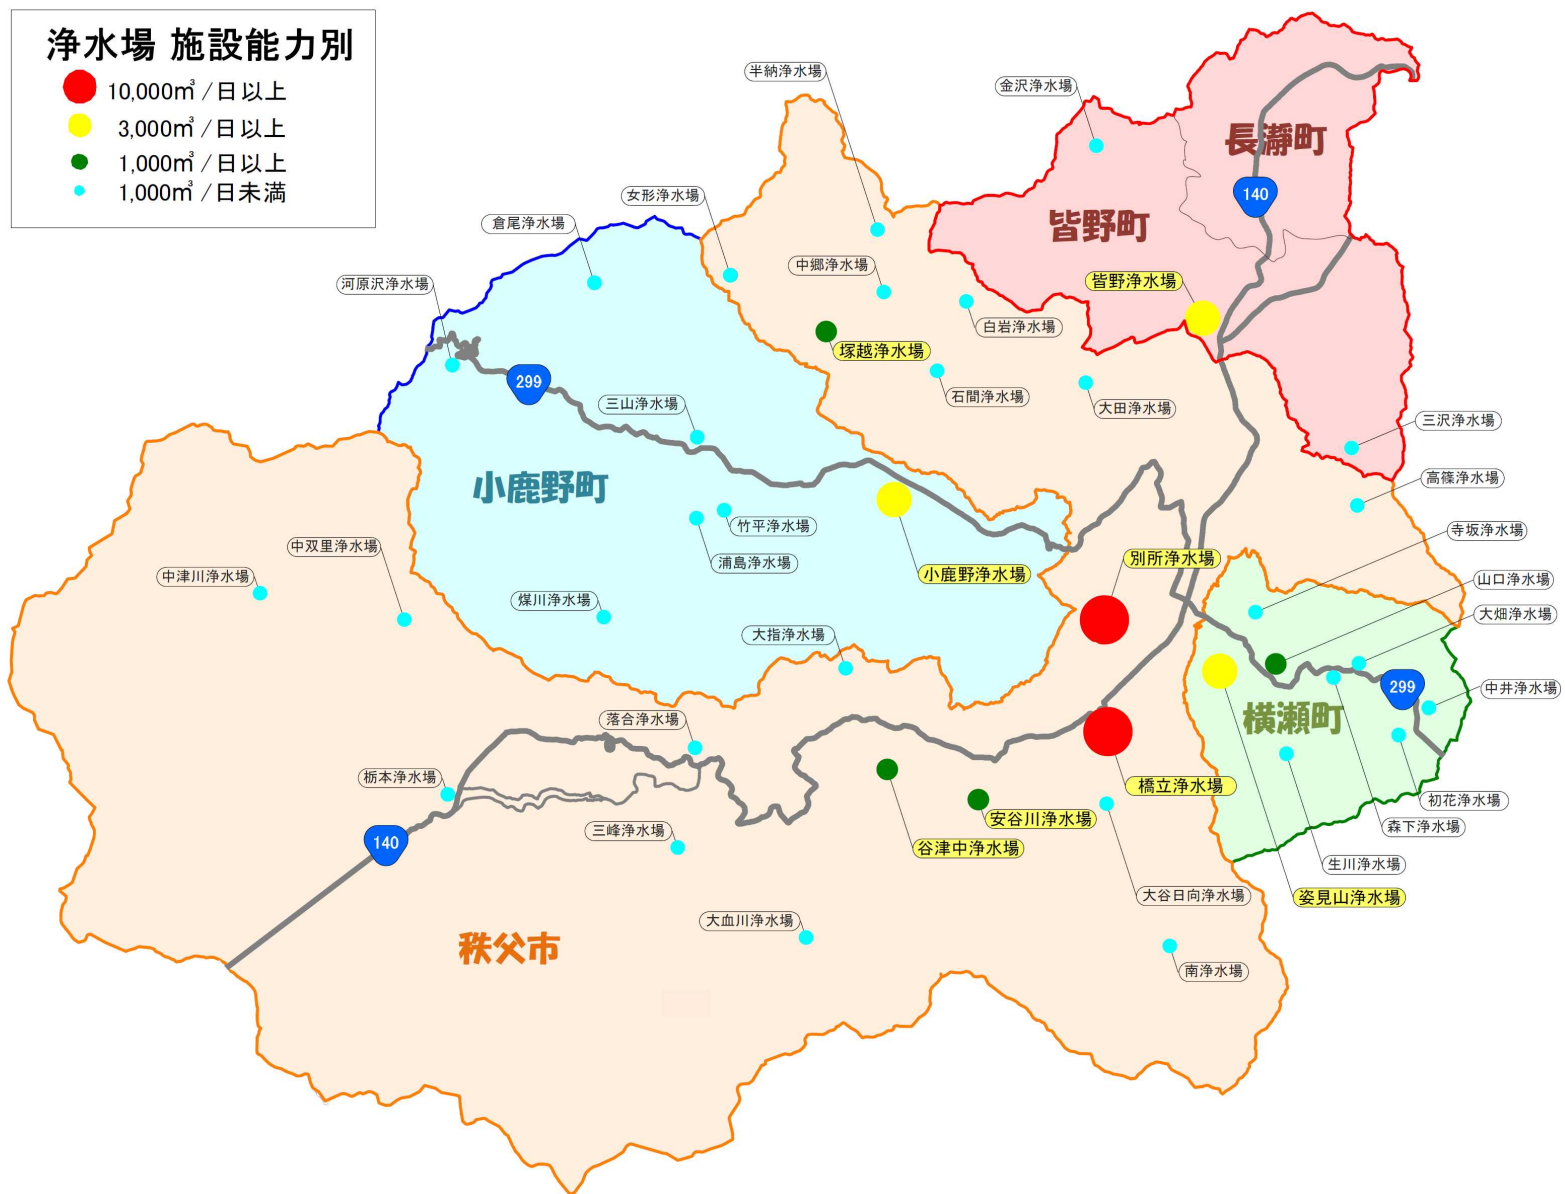 浄水場 施設能力別
10,000㎥/日以上
3,000㎥/日以上
1,000㎥/日以上
1,000㎥/日未満
半納浄水場
金沢浄水場
長瀞町
140
女形浄水場
倉尾浄水場
皆野町
中郷浄水場
皆野浄水場
河原沢浄水場
白岩浄水場
塚越浄水場
299
石間浄水場
三山浄水場
大田浄水場
三沢浄水場
小鹿野町
高篠浄水場
竹平浄水場
寺坂浄水場
中双里浄水場
浦島浄水場
別所浄水場
中津川浄水場
小鹿野浄水場
山口浄水場
煤川浄水場
大畑浄水場
大指浄水場
299
中井浄水場
落合浄水場
横瀬町
栃本浄水場
橋立浄水場
初花浄水場
安谷川浄水場
森下浄水場
三峰浄水場
140
谷津中浄水場
生川浄水場
大谷日向浄水場
姿見山浄水場
大血川浄水場
秩父市
南浄水場